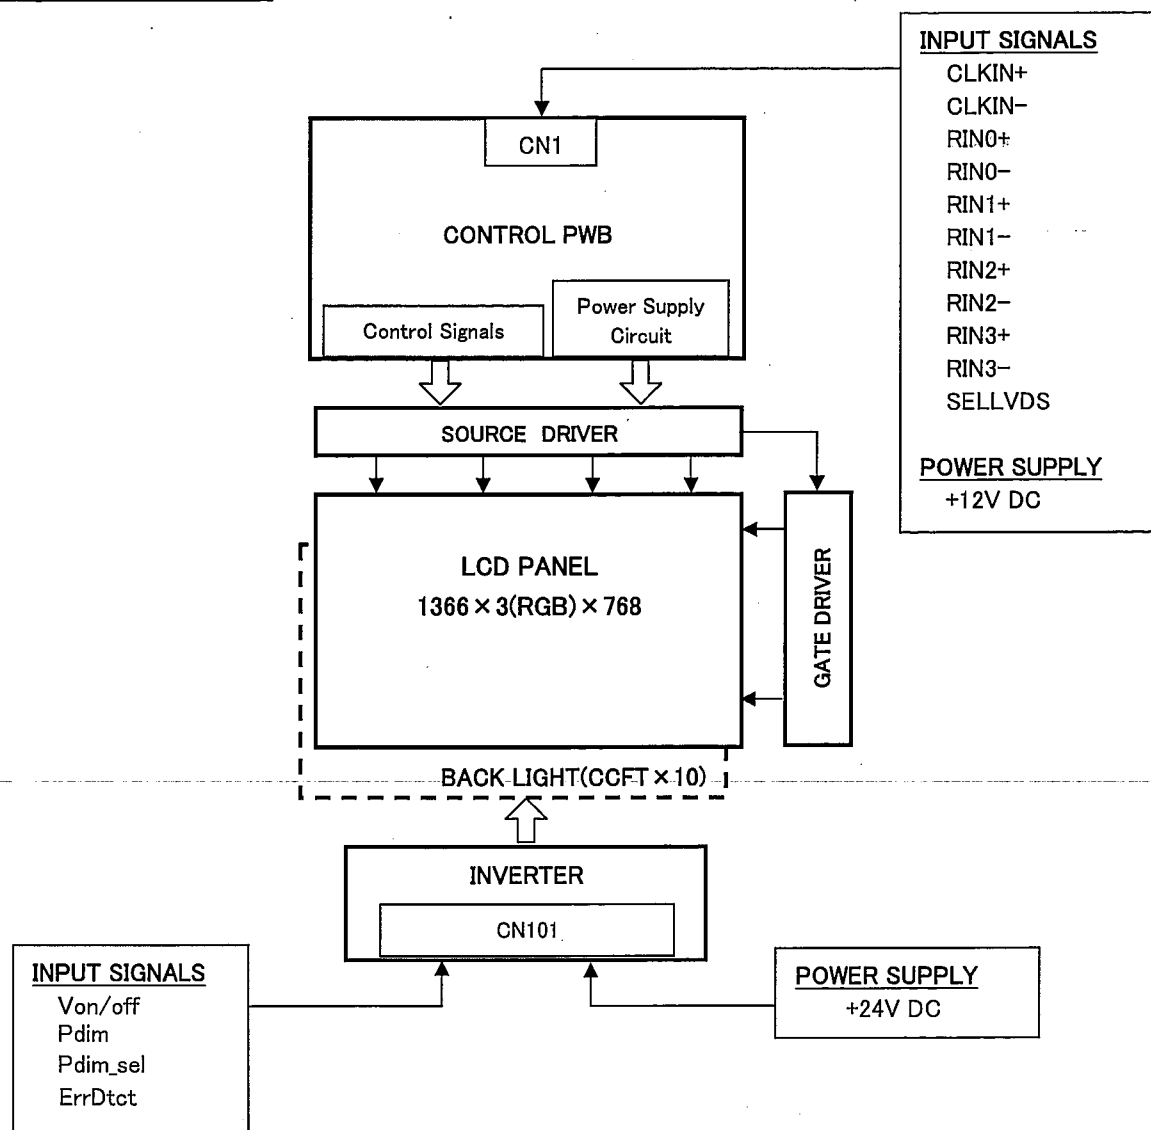 INPUT SIGNALS
CLKIN+
CLKIN-
RIN0+
RIN0-
RIN1+
RIN1-
RIN2+
RIN2-
RIN3+
RIN3-
SELLVDS
POWER SUPPLY
+12V DC
CN1
CONTROL PWB
Control Signals
Power Supply
Circuit
SOURCE DRIVER
LCD PANEL
1366×3(RGB)×768
GATE DRIVER
BACK LIGHT(CCFT×10)
INVERTER
CN101
INPUT SIGNALS
Von/off
Pdim
Pdim_sel
ErrDtct
POWER SUPPLY
+24V DC